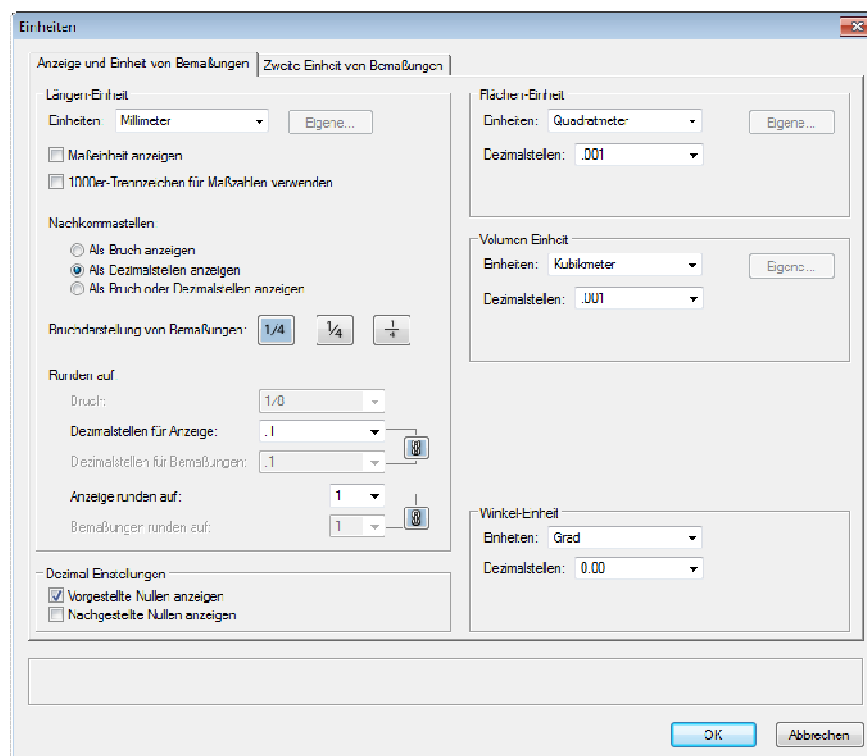 Einheiten
Anzeige und Einheit von Bemaßungen
Zweite Einheit von Bemaßungen
Längen-Einheit
Einheiten: Millimeter
Eigene...
Maßeinheit anzeigen
1000er-Trennzeichen für Maßzahlen verwenden
Nachkommastellen:
Als Bruch anzeigen
Als Dezimalstellen anzeigen
Als Bruch oder Dezimalstellen anzeigen
Bruchdarstellung von Bemaßungen: 1/4 1/4 1/4
Runden auf
Bruch: 1/8
Dezimalstellen für Anzeige: .1
Dezimalstellen für Bemaßungen: .1
Anzeige runden auf: 1
Bemaßungen runden auf: 1
Dezimal Einstellungen
Vorgestellte Nullen anzeigen
Nachgestellte Nullen anzeigen
Flächen-Einheit
Einheiten: Quadratmeter
Eigene...
Dezimalstellen: .001
Volumen Einheit
Einheiten: Kubikmeter
Eigene...
Dezimalstellen: .001
Winkel-Einheit
Einheiten: Grad
Dezimalstellen: 0.00
OK
Abbrechen